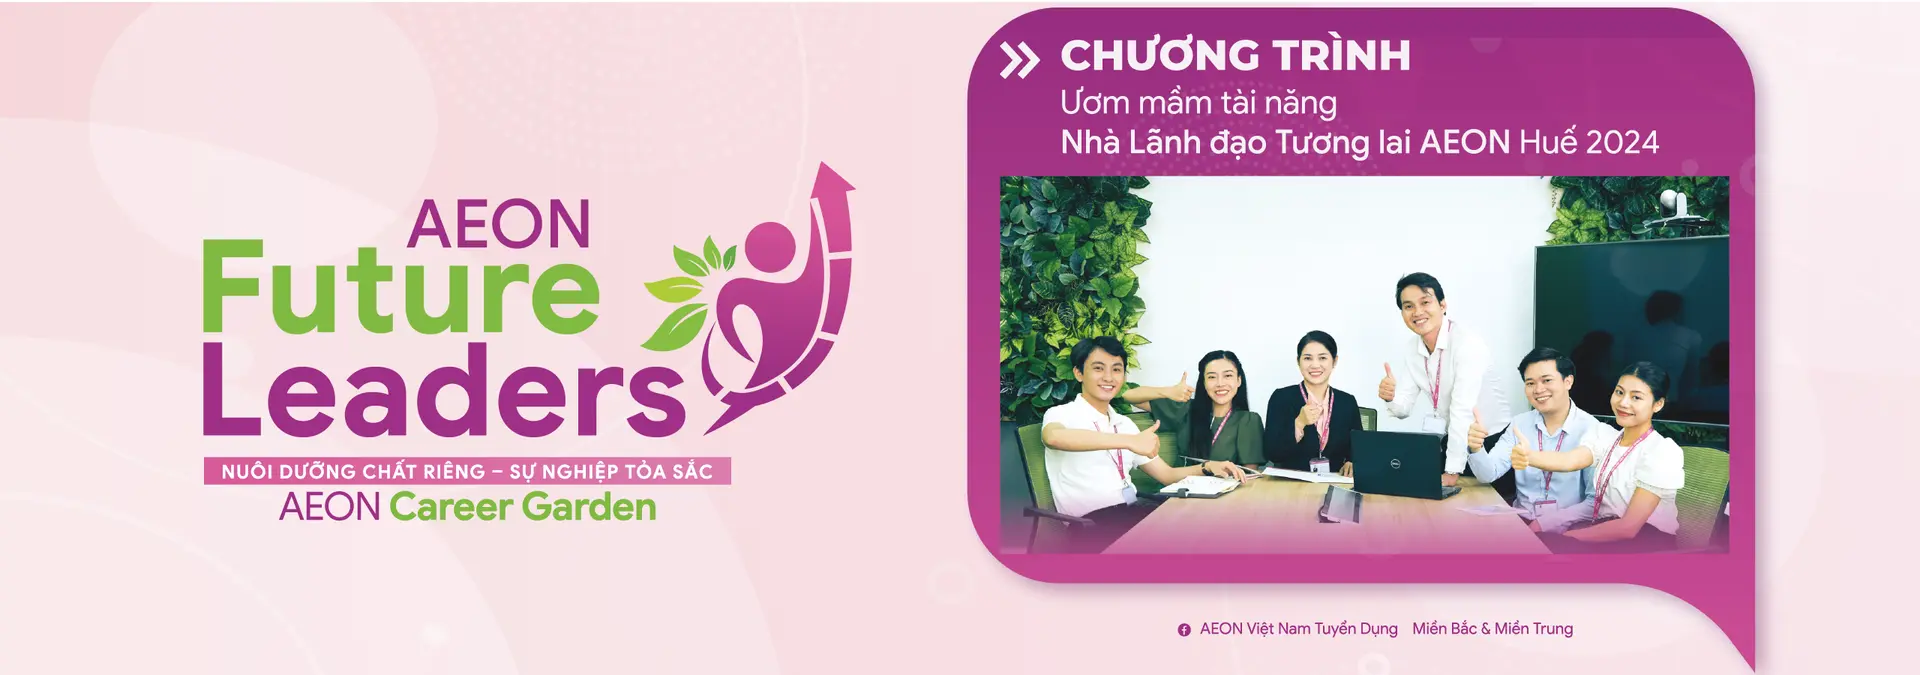 AEON
Future
Leaders
NUÔI DƯỠNG CHẤT RIÊNG – SỰ NGHIỆP TỎA SẮC
AEON Career Garden
CHƯƠNG TRÌNH
Ươm mầm tài năng
Nhà Lãnh đạo Tương lai AEON Huế 2024
AEON Việt Nam Tuyển Dụng Miền Bắc & Miền Trung